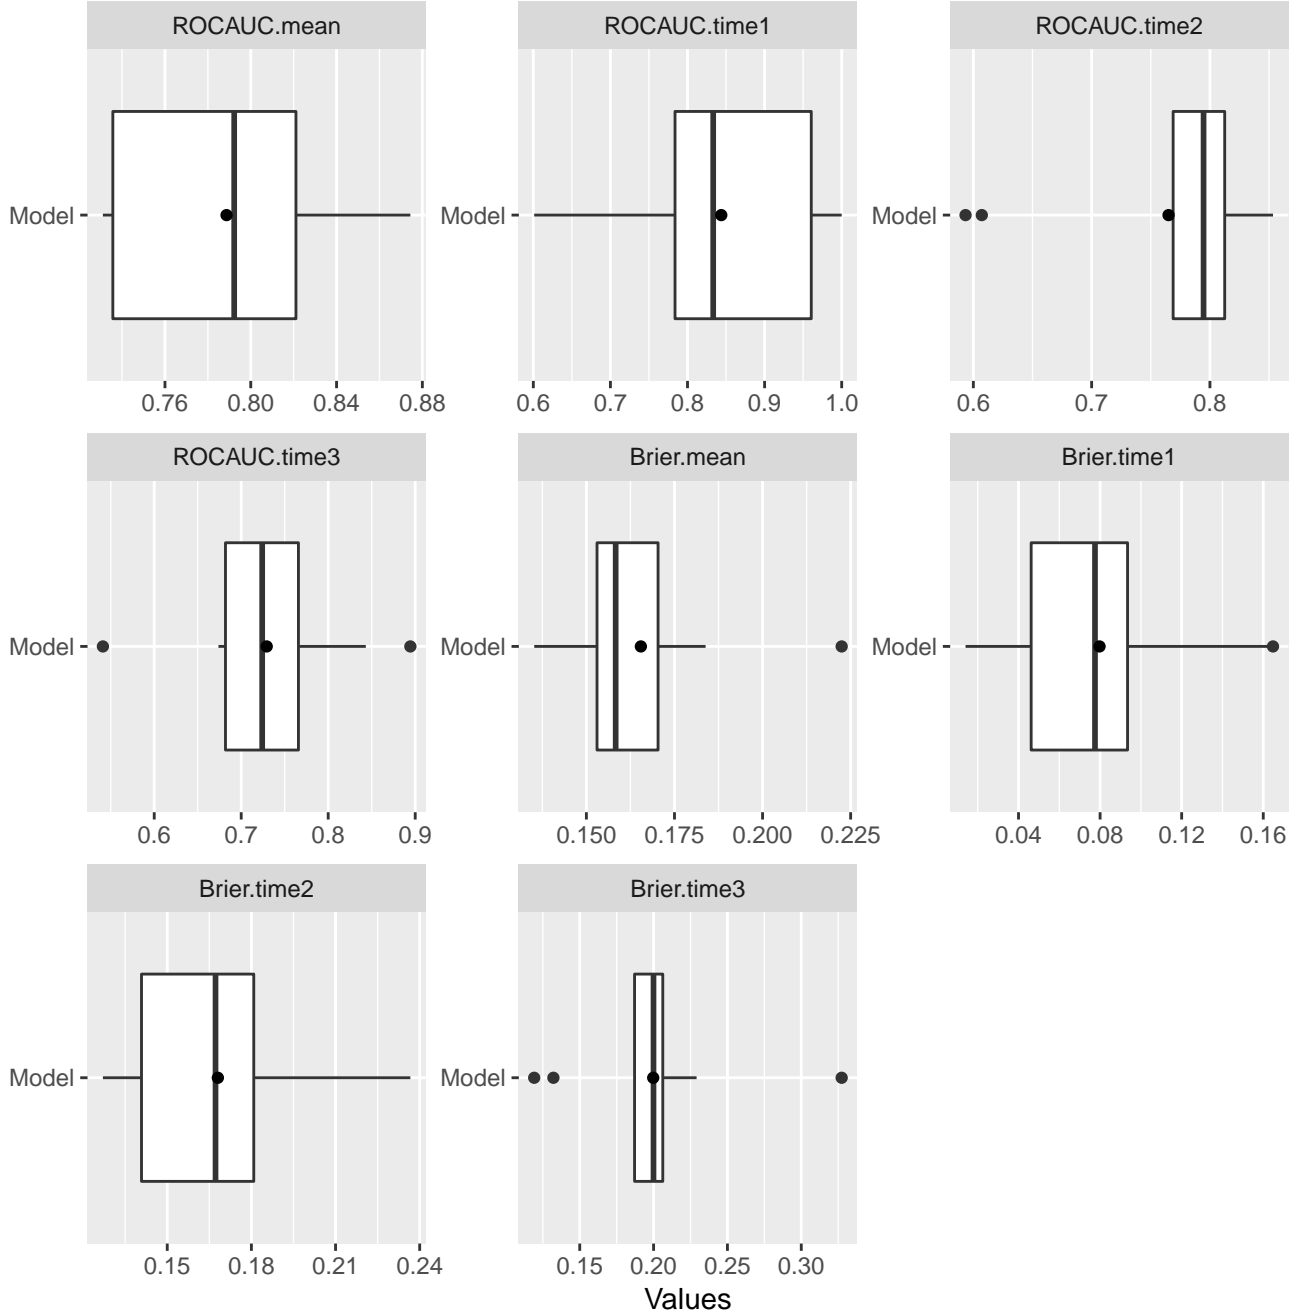 ROCAUC.mean
ROCAUC.time1
ROCAUC.time2
Model
Model
Model
0.76 0.80 0.84 0.88
0.6 0.7 0.8 0.9 1.0
0.6 0.7 0.8
ROCAUC.time3
Brier.mean
Brier.time1
Model
Model
Model
0.6 0.7 0.8 0.9
0.150 0.175 0.200 0.225
0.04 0.08 0.12 0.16
Brier.time2
Brier.time3
Model
Model
0.15 0.18 0.21 0.24
0.15 0.20 0.25 0.30
Values